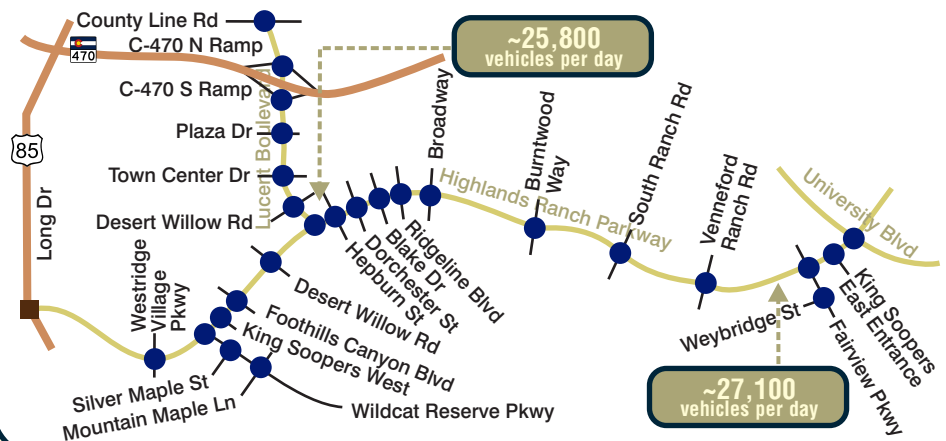 County Line Rd
C-470 N Ramp
470
C-470 S Ramp
85
Plaza Dr
Town Center Dr
Lucent Boulevard
Desert Willow Rd
Long Dr
~25,800
vehicles per day
Broadway
Highlands Ranch Parkway
Burntwood
Way
South Ranch Rd
Venneford
Ranch Rd
University Blvd
Ridgeline Blvd
Blake Dr
Dorchester St
Hepburn St
Westridge
Village
Pkwy
Desert Willow Rd
Foothills Canyon Blvd
King Soopers West
Silver Maple St
Mountain Maple Ln
Wildcat Reserve Pkwy
Weybridge St
King Soopers
East Entrance
Fairview Pkwy
~27,100
vehicles per day